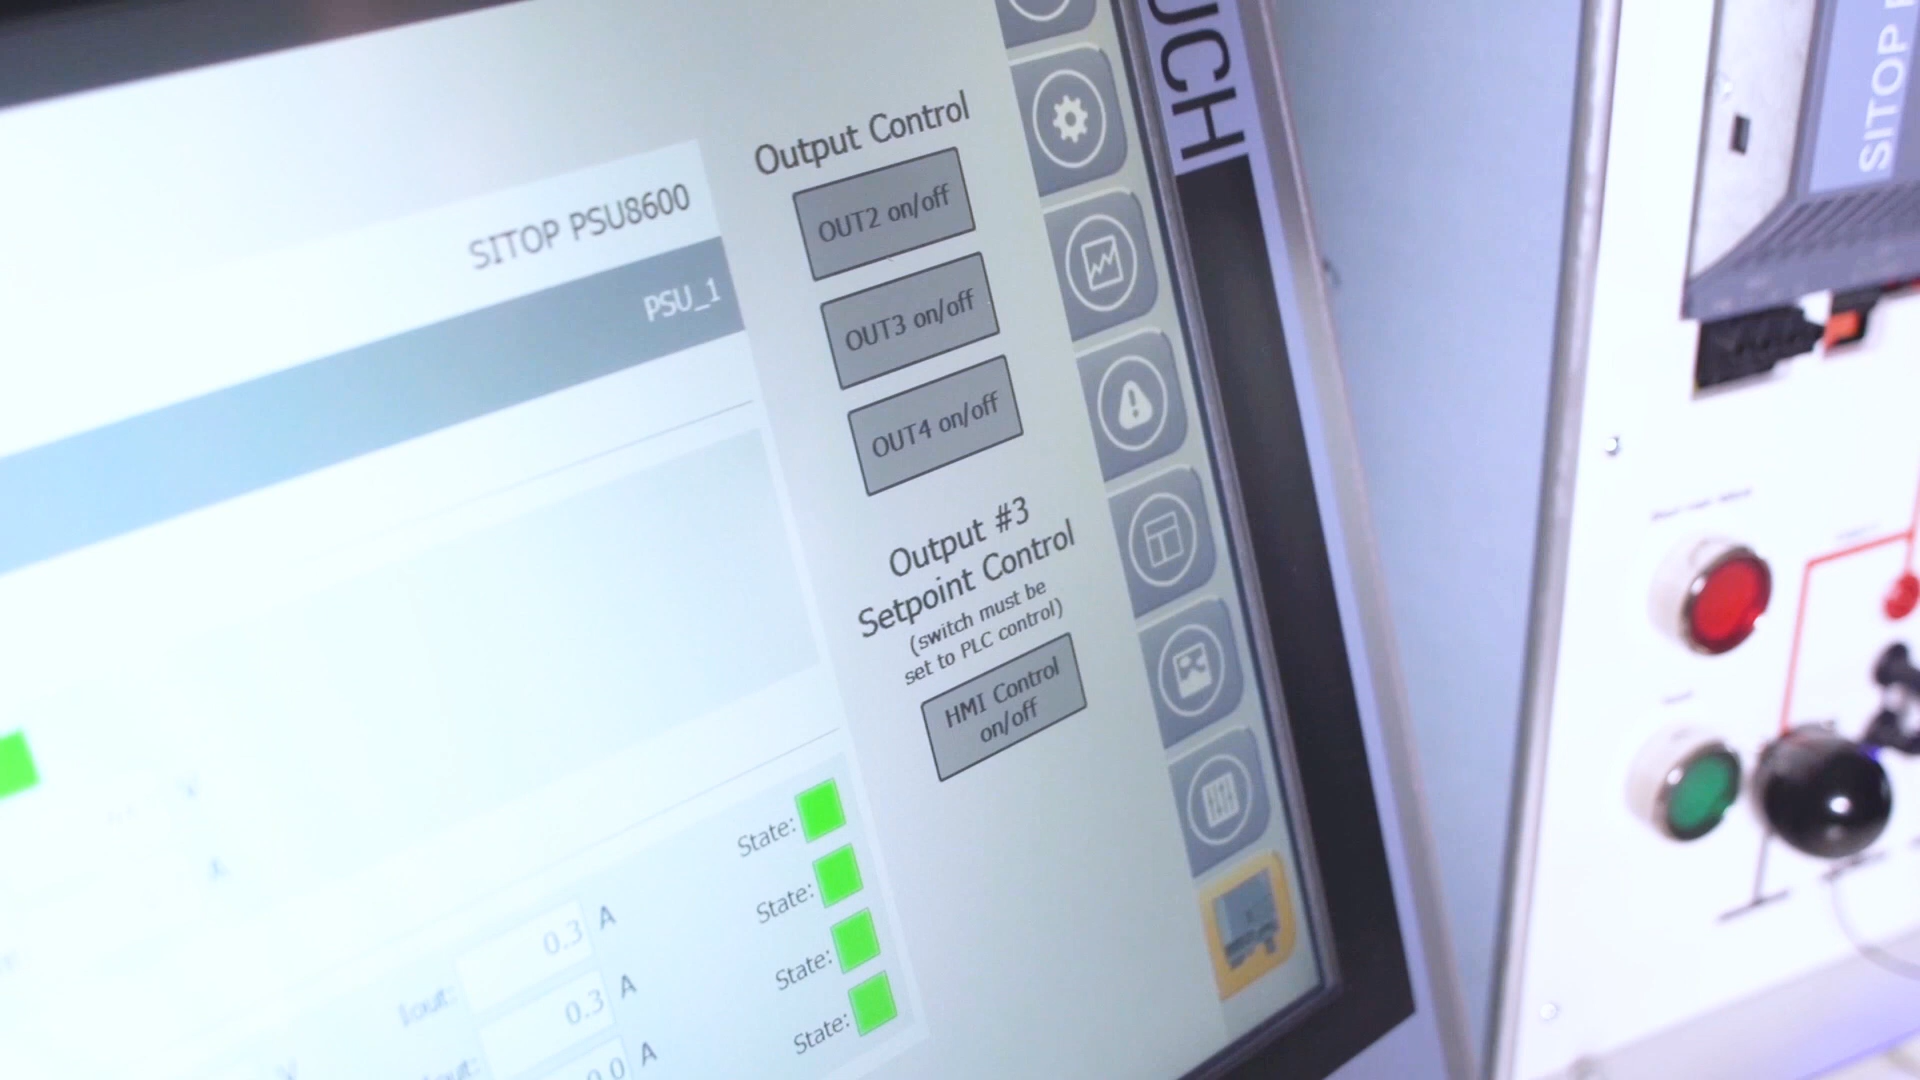 SITOP PSU8600
PSU_1
Output Control
OUT2 on/off
OUT3 on/off
OUT4 on/off
Output #3
Setpoint Control
(switch must be
set to PLC control)
HMI Control
on/off
State:
State:
State:
State:
Iout:
0.3 A
0.3 A
0.0 A
UCH
SITOP